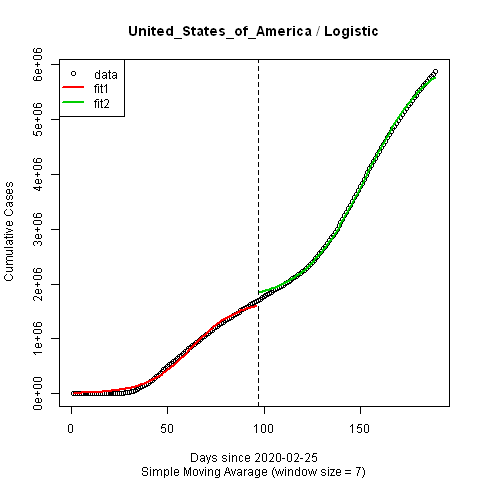 United_States_of_America / Logistic
data
fit1
fit2
Cumulative Cases
6e+06
5e+06
4e+06
3e+06
2e+06
1e+06
0e+00
0 50 100 150
Days since 2020-02-25
Simple Moving Avarage (window size = 7)